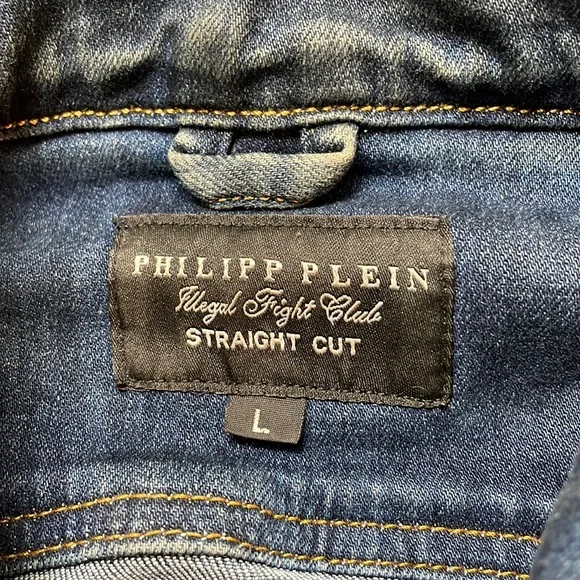 PHILIPP PLEIN
Illegal Fight Club
STRAIGHT CUT
L